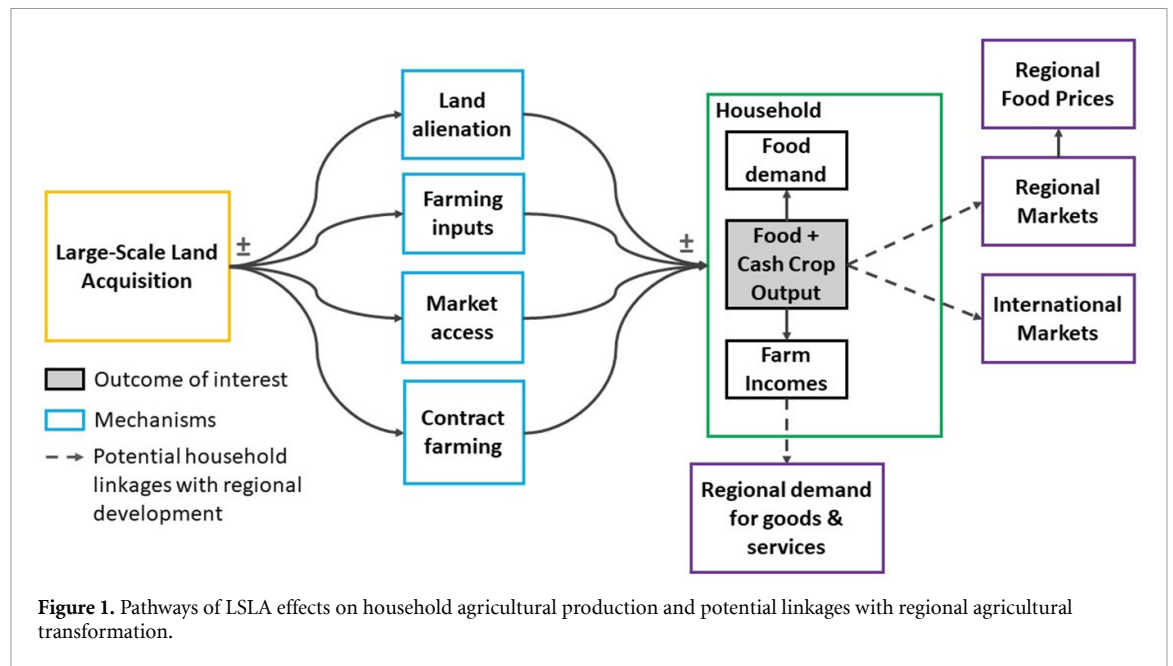 Large-Scale Land
Acquisition
±
Land
alienation
Farming
inputs
Market
access
Contract
farming
±
Household
Food
demand
Food +
Cash Crop
Output
Farm
Incomes
Regional
Food Prices
Regional
Markets
International
Markets
Regional demand
for goods &
services
Outcome of interest
Mechanisms
Potential household
linkages with regional
development
Figure 1. Pathways of LSLA effects on household agricultural production and potential linkages with regional agricultural
transformation.